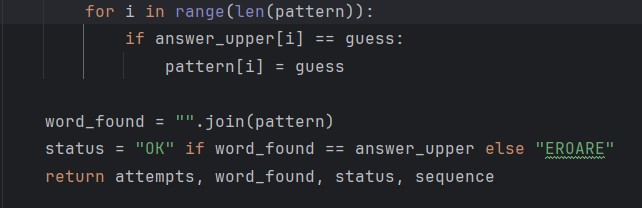 for i in range(len(pattern)):
if answer_upper[i] == guess:
pattern[i] = guess
word_found = "".join(pattern)
status = "OK" if word_found == answer_upper else "EROARE"
return attempts, word_found, status, sequence